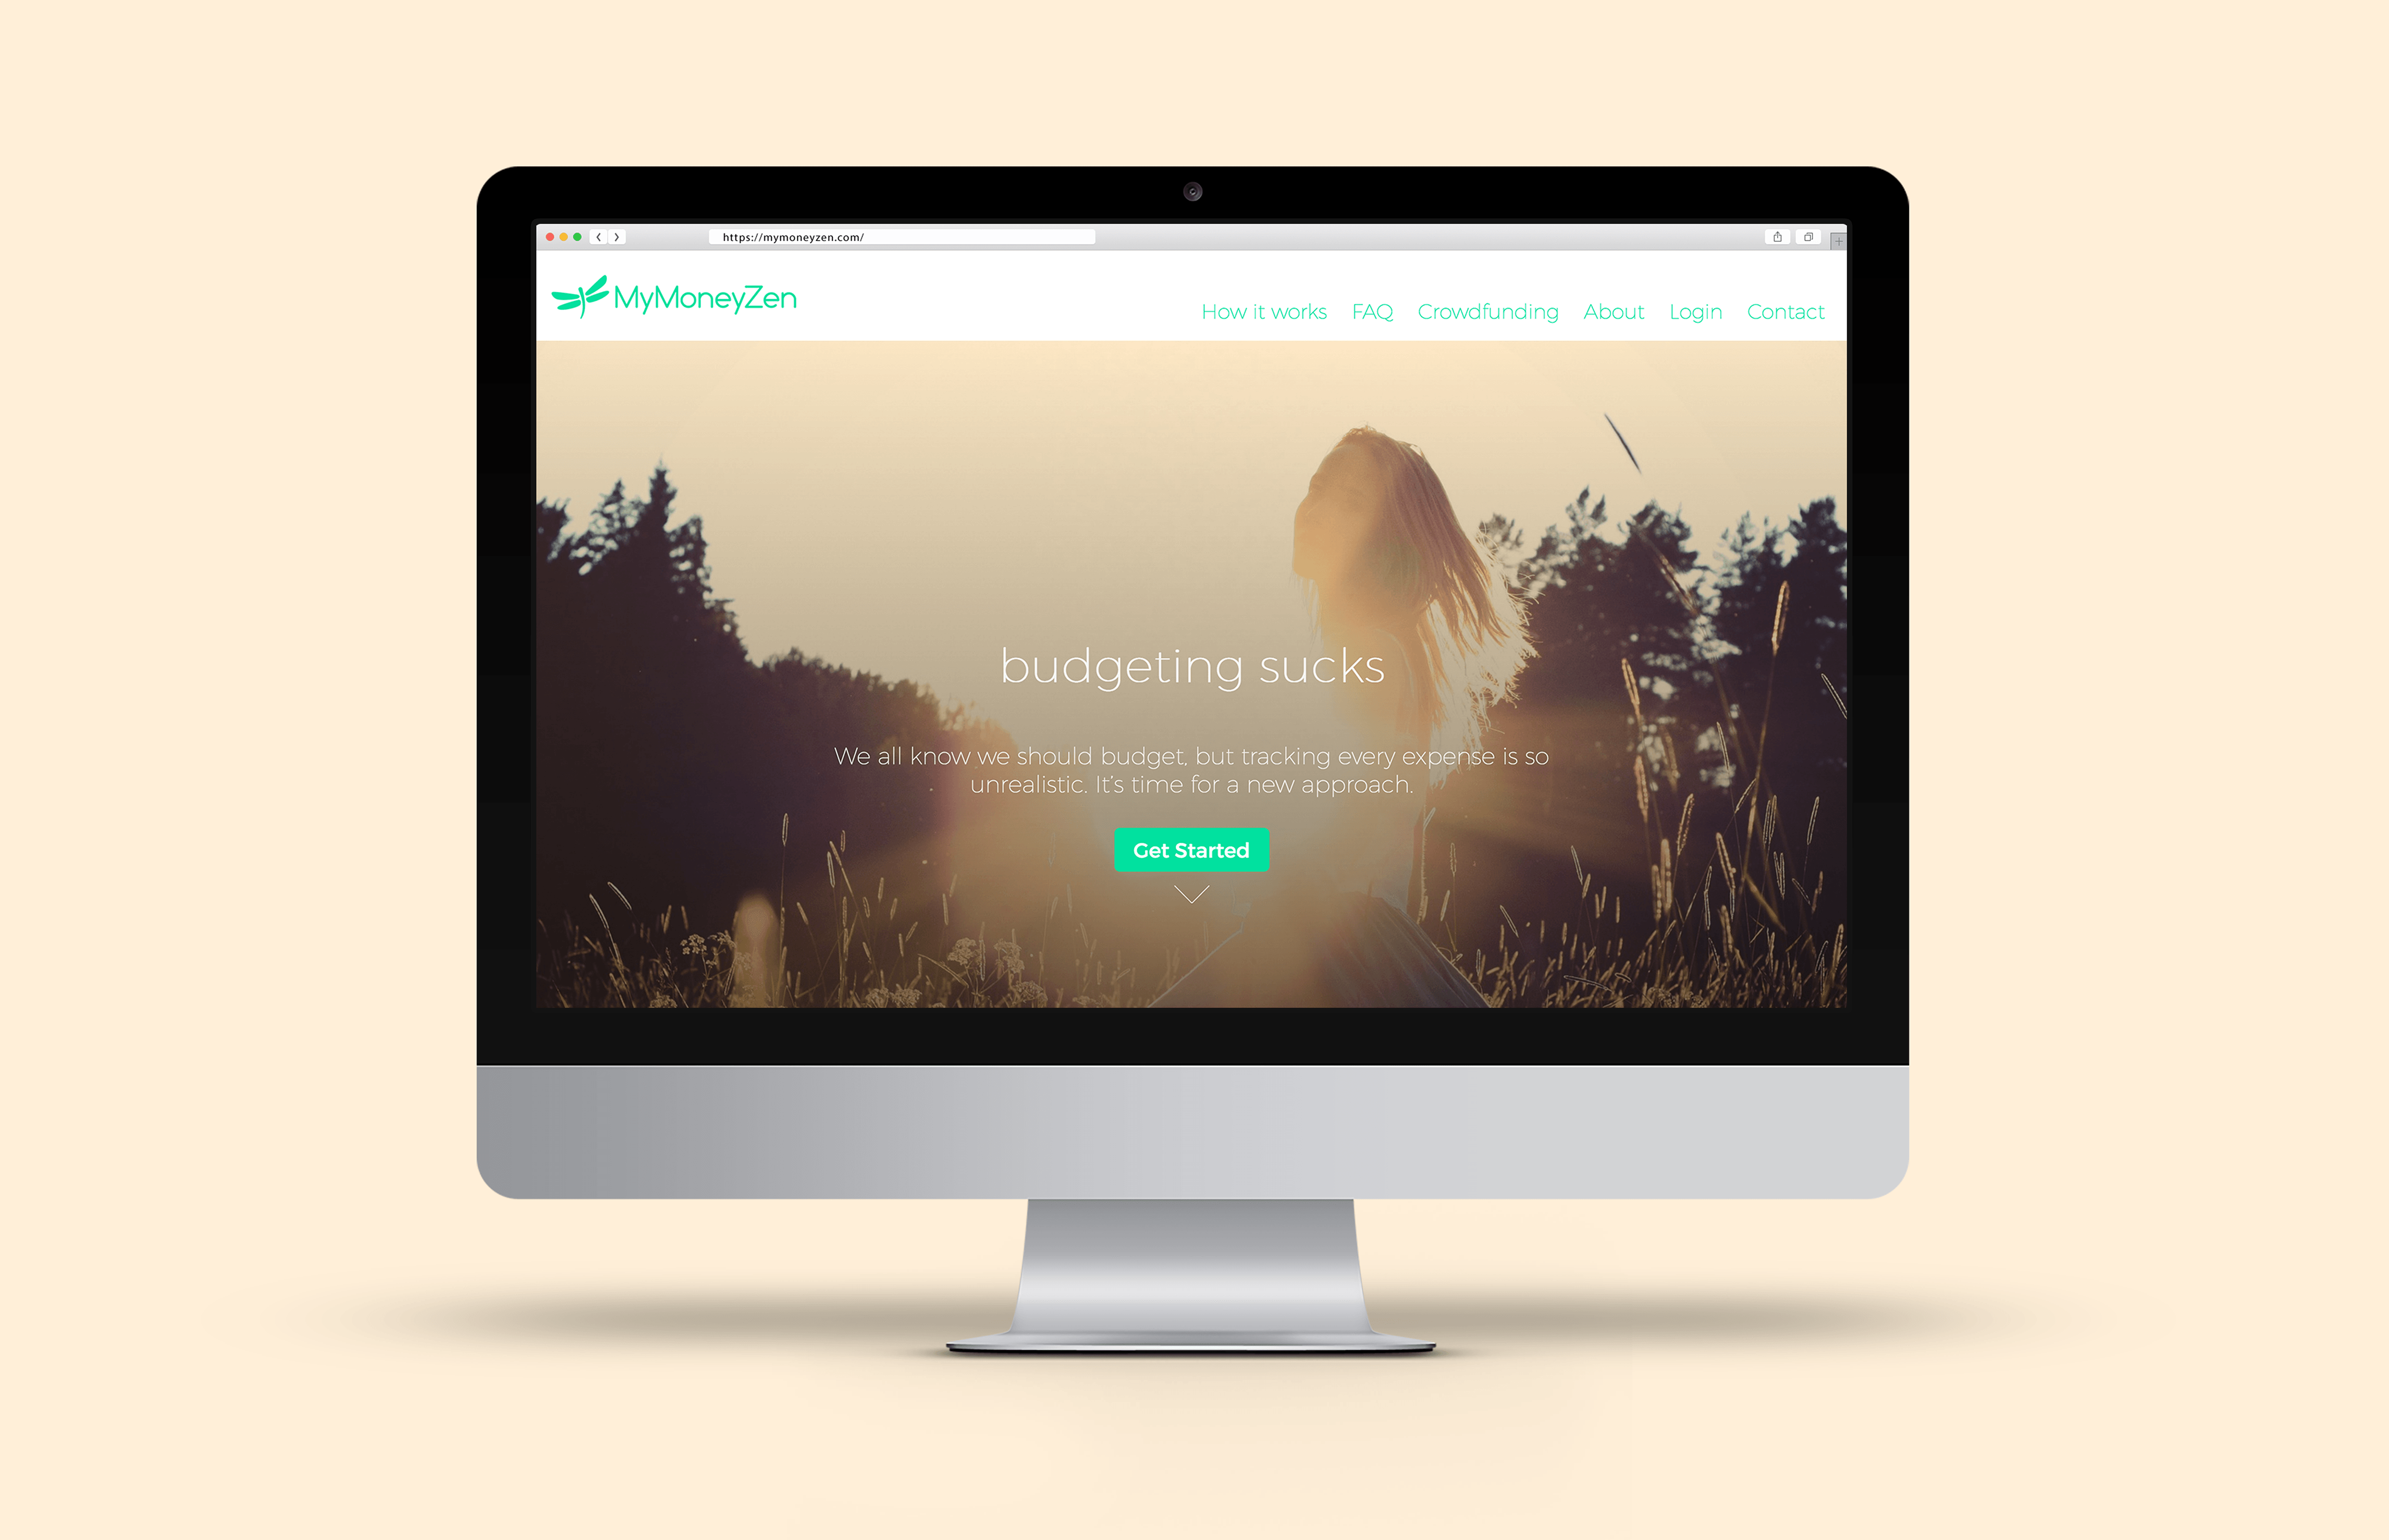 https://mymoneyzen.com/
MyMoneyZen
How it works FAQ Crowdfunding About Login Contact
budgeting sucks
We all know we should budget, but tracking every expense is so
unrealistic. It's time for a new approach.
Get Started